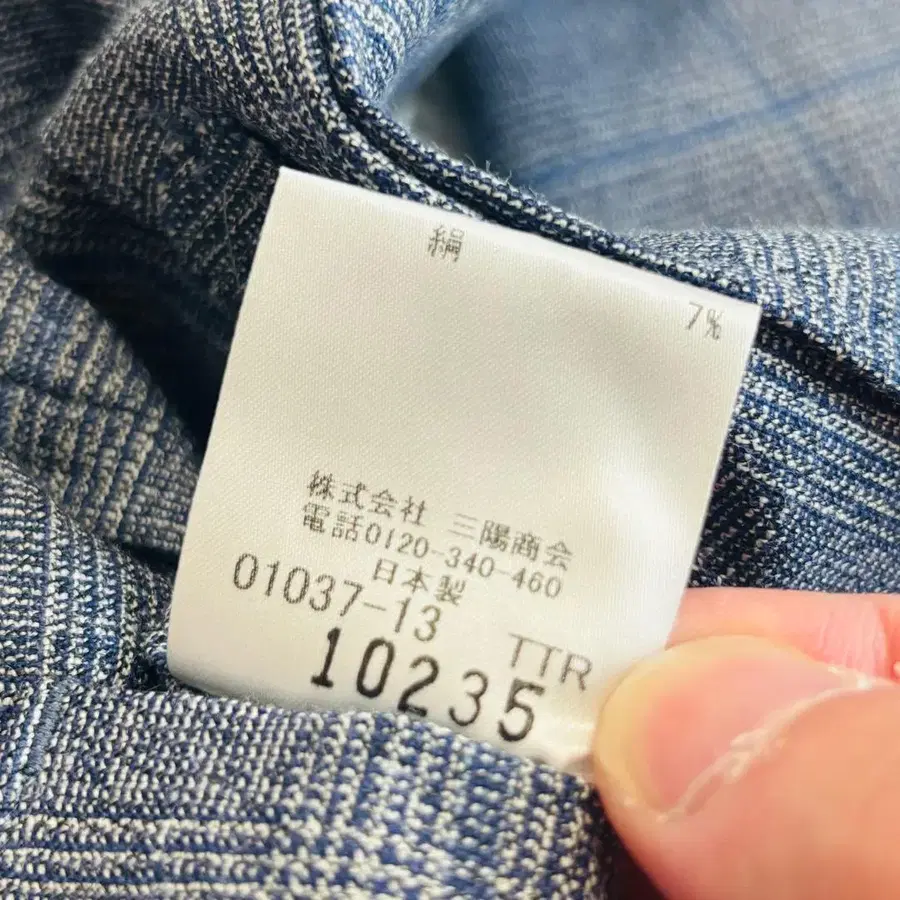 絹 7%
株式会社 三陽商会
電話0120-340-460
日本製
01037-13 TTR
10235